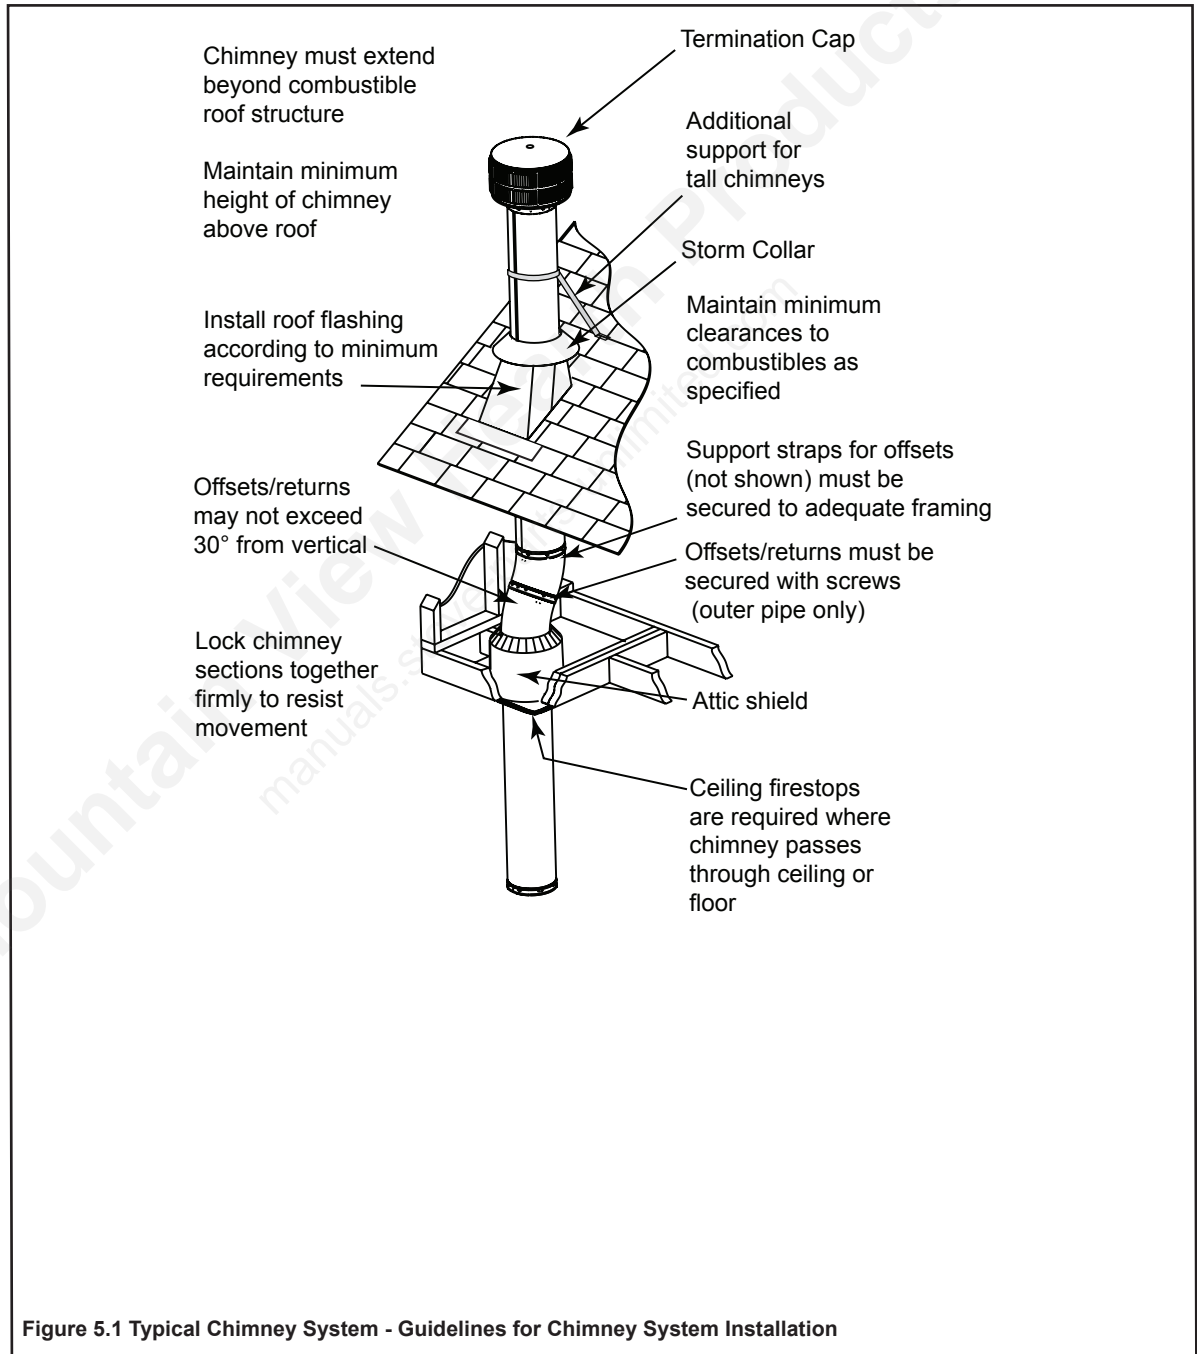 Chimney must extend
beyond combustible
roof structure
Maintain minimum
height of chimney
above roof
Install roof flashing
according to minimum
requirements
Offsets/returns
may not exceed
30° from vertical
Lock chimney
sections together
firmly to resist
movement
Termination Cap
Additional
support for
tall chimneys
Storm Collar
Maintain minimum
clearances to
combustibles as
specified
Support straps for offsets
(not shown) must be
secured to adequate framing
Offsets/returns must be
secured with screws
(outer pipe only)
Attic shield
Ceiling firestops
are required where
chimney passes
through ceiling or
floor
Figure 5.1 Typical Chimney System - Guidelines for Chimney System Installation